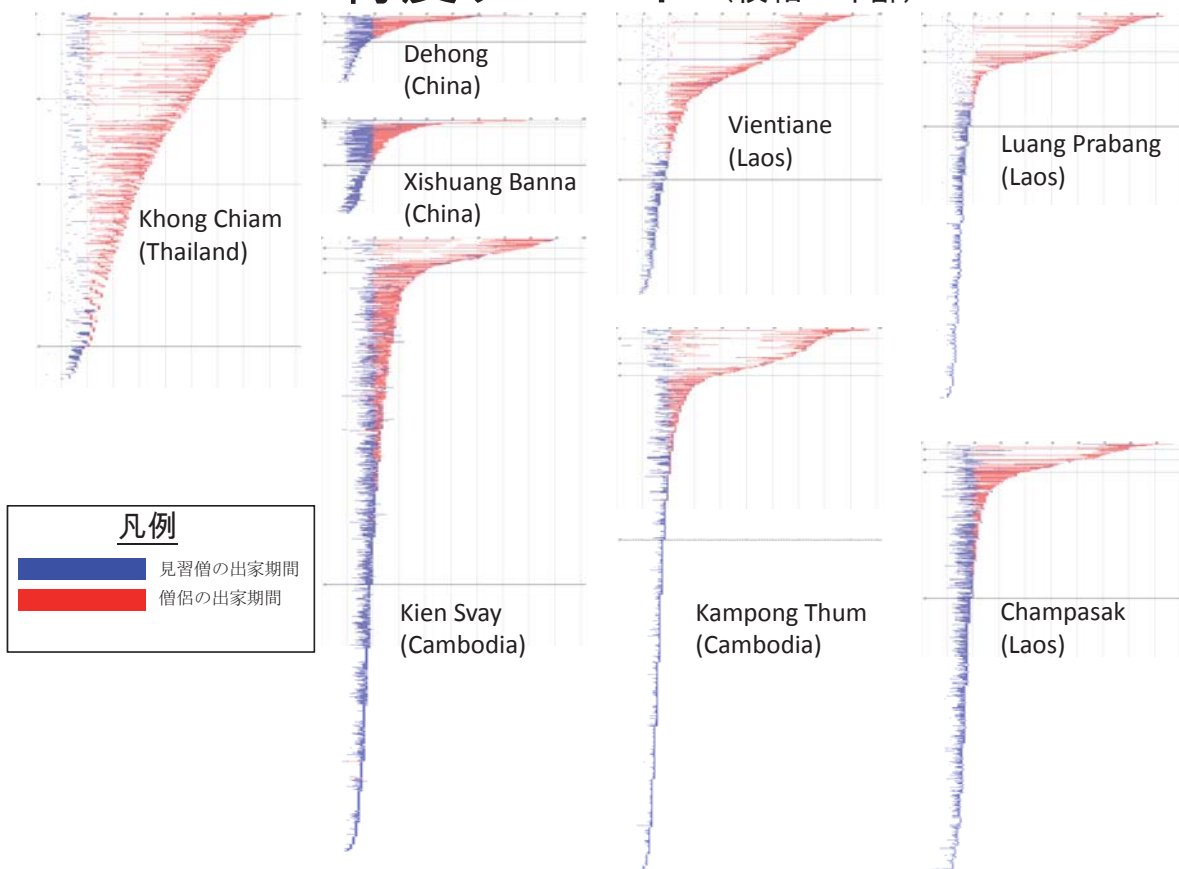 Dehong
(China)
Vientiane
(Laos)
Luang Prabang
(Laos)
Xishuang Banna
(China)
Khong Chiam
(Thailand)
凡例
見習僧の出家期間
僧侶の出家期間
Kien Svay
(Cambodia)
Kampong Thum
(Cambodia)
Champasak
(Laos)